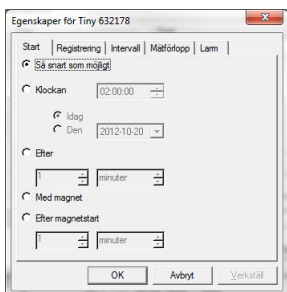 Egenskaper för Tiny 632178
Start Registrering Intervall Mätförlopp Larm
Så snart som möjligt
Klockan 02:00:00
Idag
Den 2012-10-20
Efter
1 minuter
Med magnet
Efter magnetstart
1 minuter
OK Avbryt Verkställ